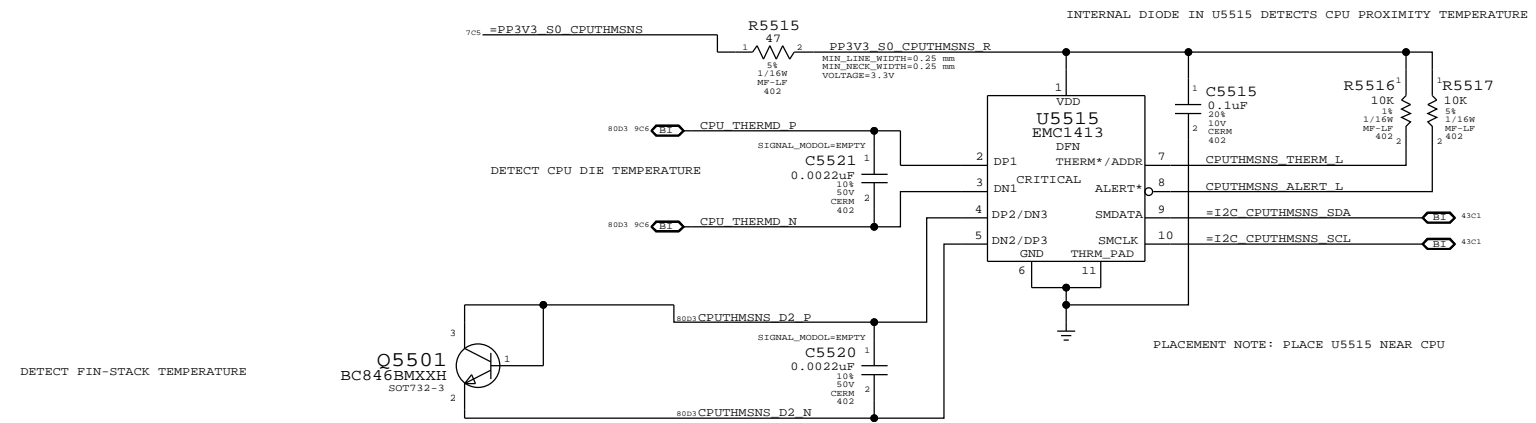 INTERNAL DIODE IN U5515 DETECTS CPU PROXIMITY TEMPERATURE
7C5 =PP3V3_S0_CPUTHMSNS
R5515
47
1 2
5%
1/16W
MF-LF
402
PP3V3_S0_CPUTHMSNS_R
MIN_LINE_WIDTH=0.25 mm
MIN_NECK_WIDTH=0.25 mm
VOLTAGE=3.3V
1
C5515
0.1uF
20%
10V
CERM
402
2
R5516
1
10K
1%
1/16W
MF-LF
402
2
R5517
1
10K
5%
1/16W
MF-LF
402
2
1
VDD
U5515
EMC1413
DFN
CRITICAL
2 DP1
3 DN1
4 DP2/DN3
5 DN2/DP3
THERM*/ADDR 7 CPUTHMSNS_THERM_L
ALERT* 8 CPUTHMSNS_ALERT_L
SMDATA 9 =I2C_CPUTHMSNS_SDA BI 43C1
SMCLK 10 =I2C_CPUTHMSNS_SCL BI 43C1
GND THRM_PAD
6 11
80D3 9C6 BI CPU_THERMD_P
SIGNAL_MODOL=EMPTY
C5521
1
0.0022uF
10%
50V
CERM
402
2
DETECT CPU DIE TEMPERATURE
80D3 9C6 BI CPU_THERMD_N
80D3 CPUTHMSNS_D2_P
SIGNAL_MODOL=EMPTY
C5520
1
0.0022uF
10%
50V
CERM
402
2
80D3 CPUTHMSNS_D2_N
3
Q5501
1
BC846BMXXH
SOT732-3
2
DETECT FIN-STACK TEMPERATURE
PLACEMENT NOTE: PLACE U5515 NEAR CPU